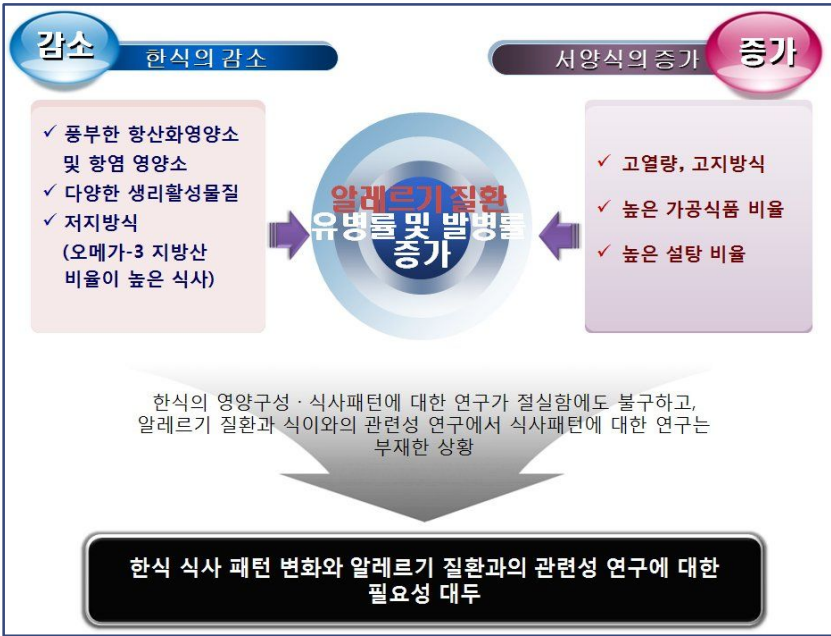 감소
한식의 감소
서양식의 증가
증가
✓ 풍부한 항산화영양소
및 항염 영양소
✓ 다양한 생리활성물질
✓ 저지방식
(오메가-3 지방산
비율이 높은 식사)
알레르기 질환
유병률 및 발병률
증가
✓ 고열량, 고지방식
✓ 높은 가공식품 비율
✓ 높은 설탕 비율
한식의 영양구성 · 식사패턴에 대한 연구가 절실함에도 불구하고,
알레르기 질환과 식이와의 관련성 연구에서 식사패턴에 대한 연구는
부재한 상황
한식 식사 패턴 변화와 알레르기 질환과의 관련성 연구에 대한
필요성 대두